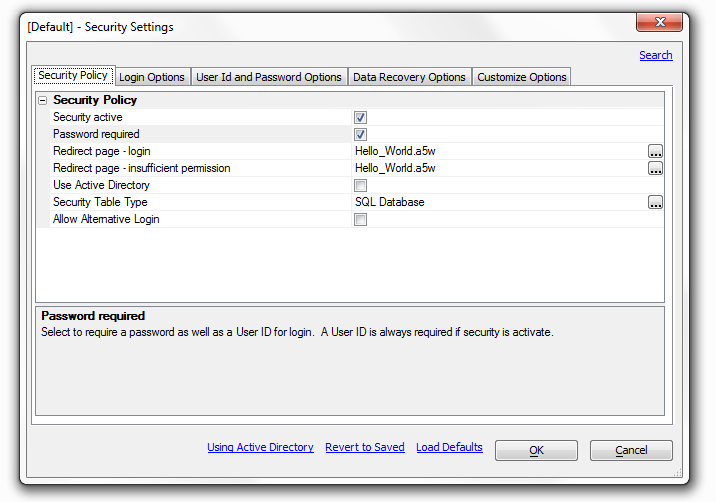 [Default] - Security Settings
Search
Security Policy Login Options User Id and Password Options Data Recovery Options Customize Options
Security Policy
Security active
Password required
Redirect page - login Hello_World.a5w ...
Redirect page - insufficient permission Hello_World.a5w ...
Use Active Directory
Security Table Type SQL Database ...
Allow Alternative Login
Password required
Select to require a password as well as a User ID for login. A User ID is always required if security is activate.
Using Active Directory Revert to Saved Load Defaults OK Cancel